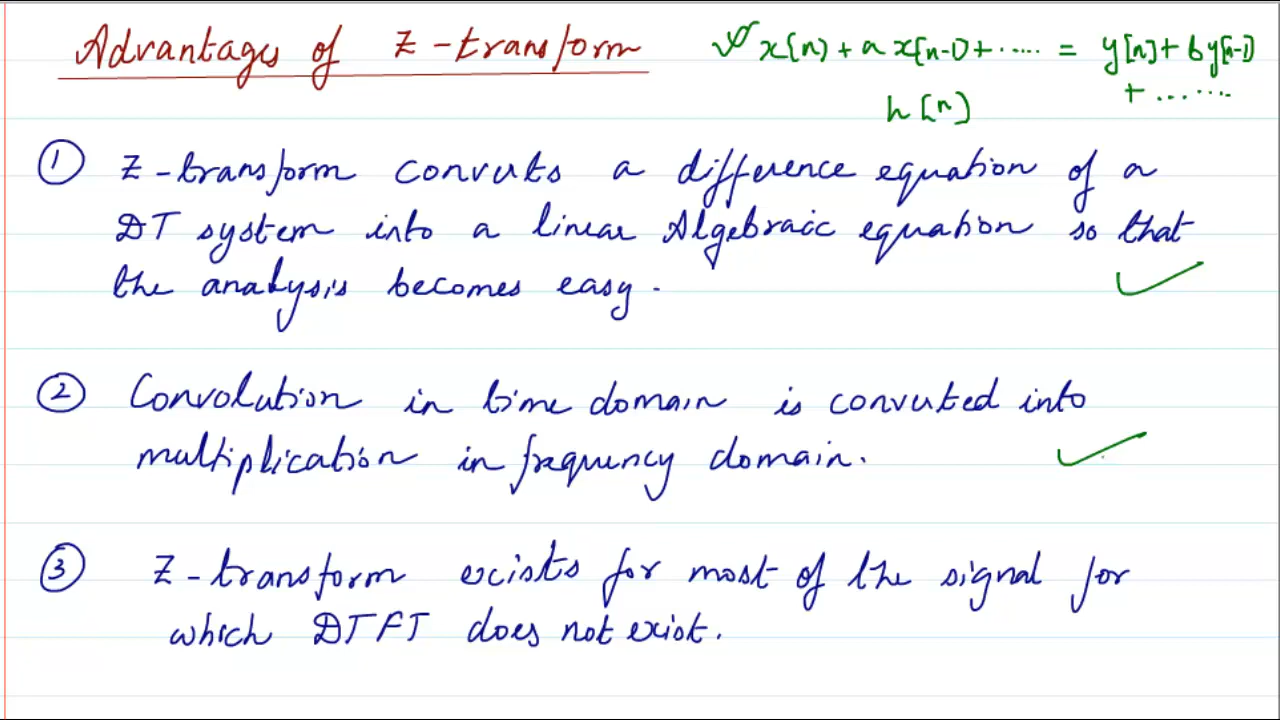 Advantages of Z-transform
x[n] + a x[n-1] + ..... = y[n] + b y[n-1]
+ .......
h[n]
① Z-transform converts a difference equation of a
DT system into a linear Algebraic equation so that
the analysis becomes easy.
② Convolution in time domain is converted into
multiplication in frequency domain.
③ Z-transform exists for most of the signal for
which DTFT does not exist.